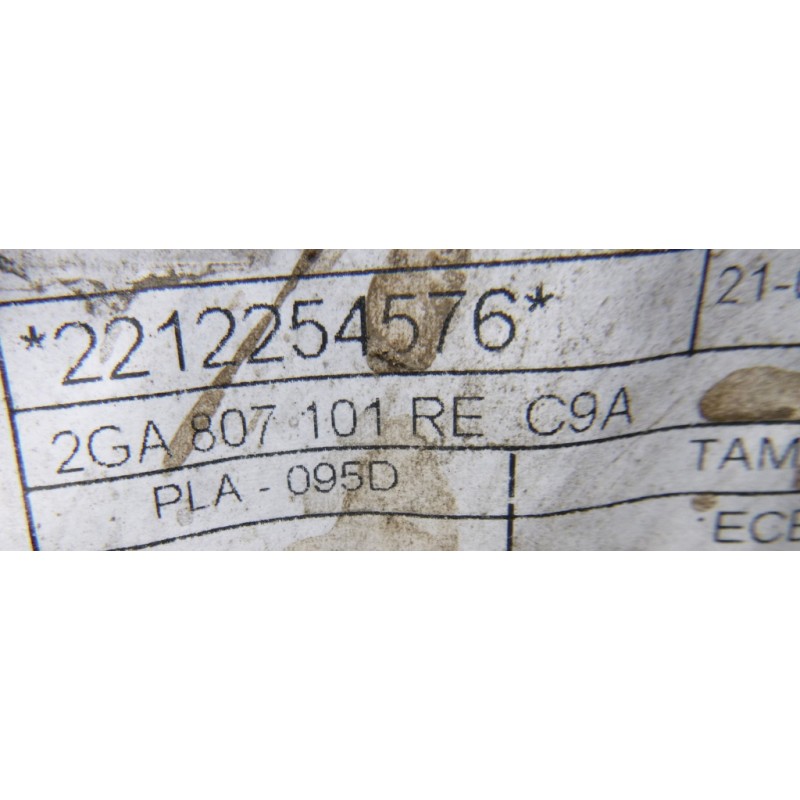 *2212254576* 21-
2GA 807 101 RE C9A
PLA - 095D TAM
ECE